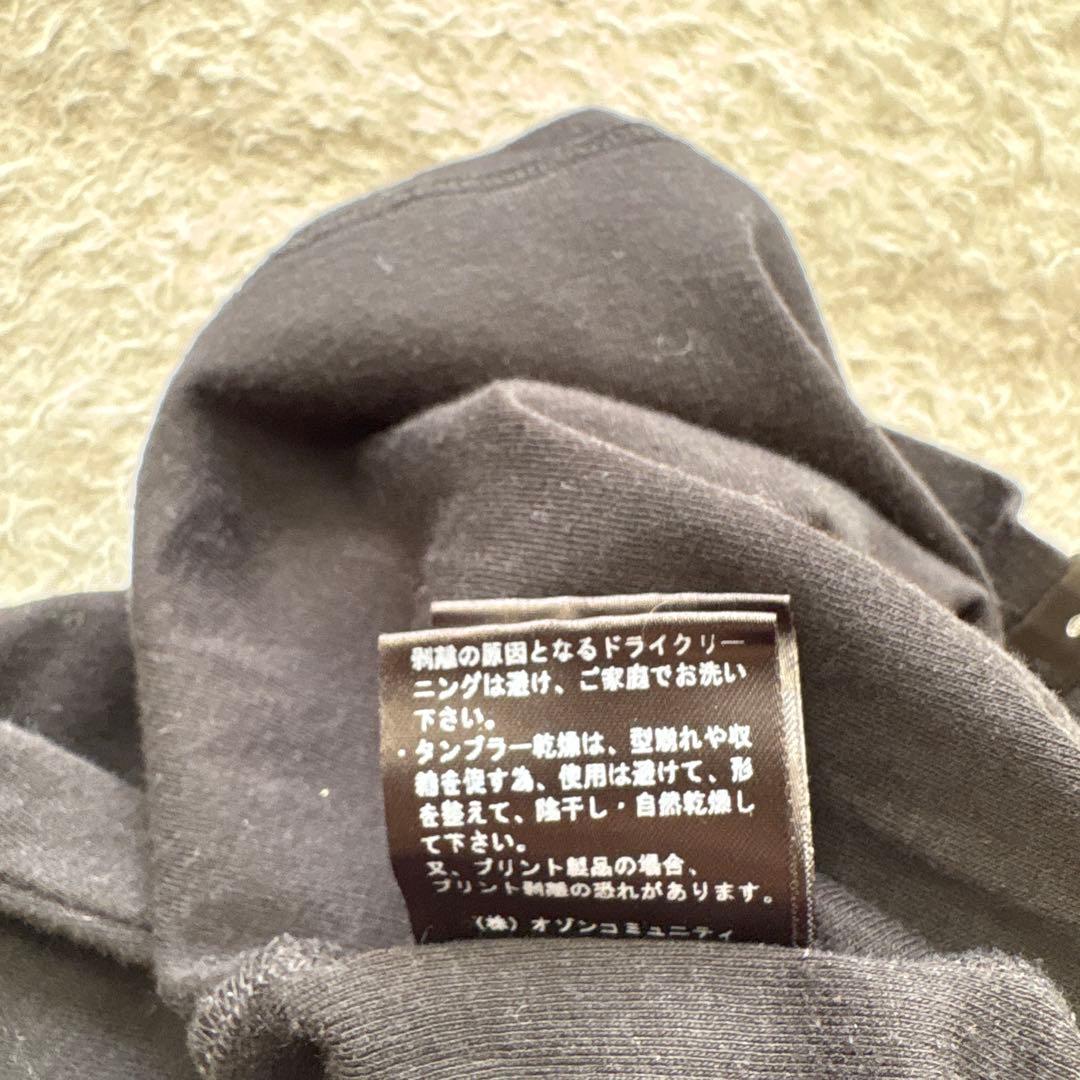 剥離の原因となるドライクリー
ニングは避け、ご家庭でお洗い
下さい。
・タンブラー乾燥は、型崩れや収
縮を促す為、使用は避けて、形
を整えて、陰干し・自然乾燥し
て下さい。
又、プリント製品の場合、
プリント剥離の恐れがあります。
(株)オゾンコミュニティ